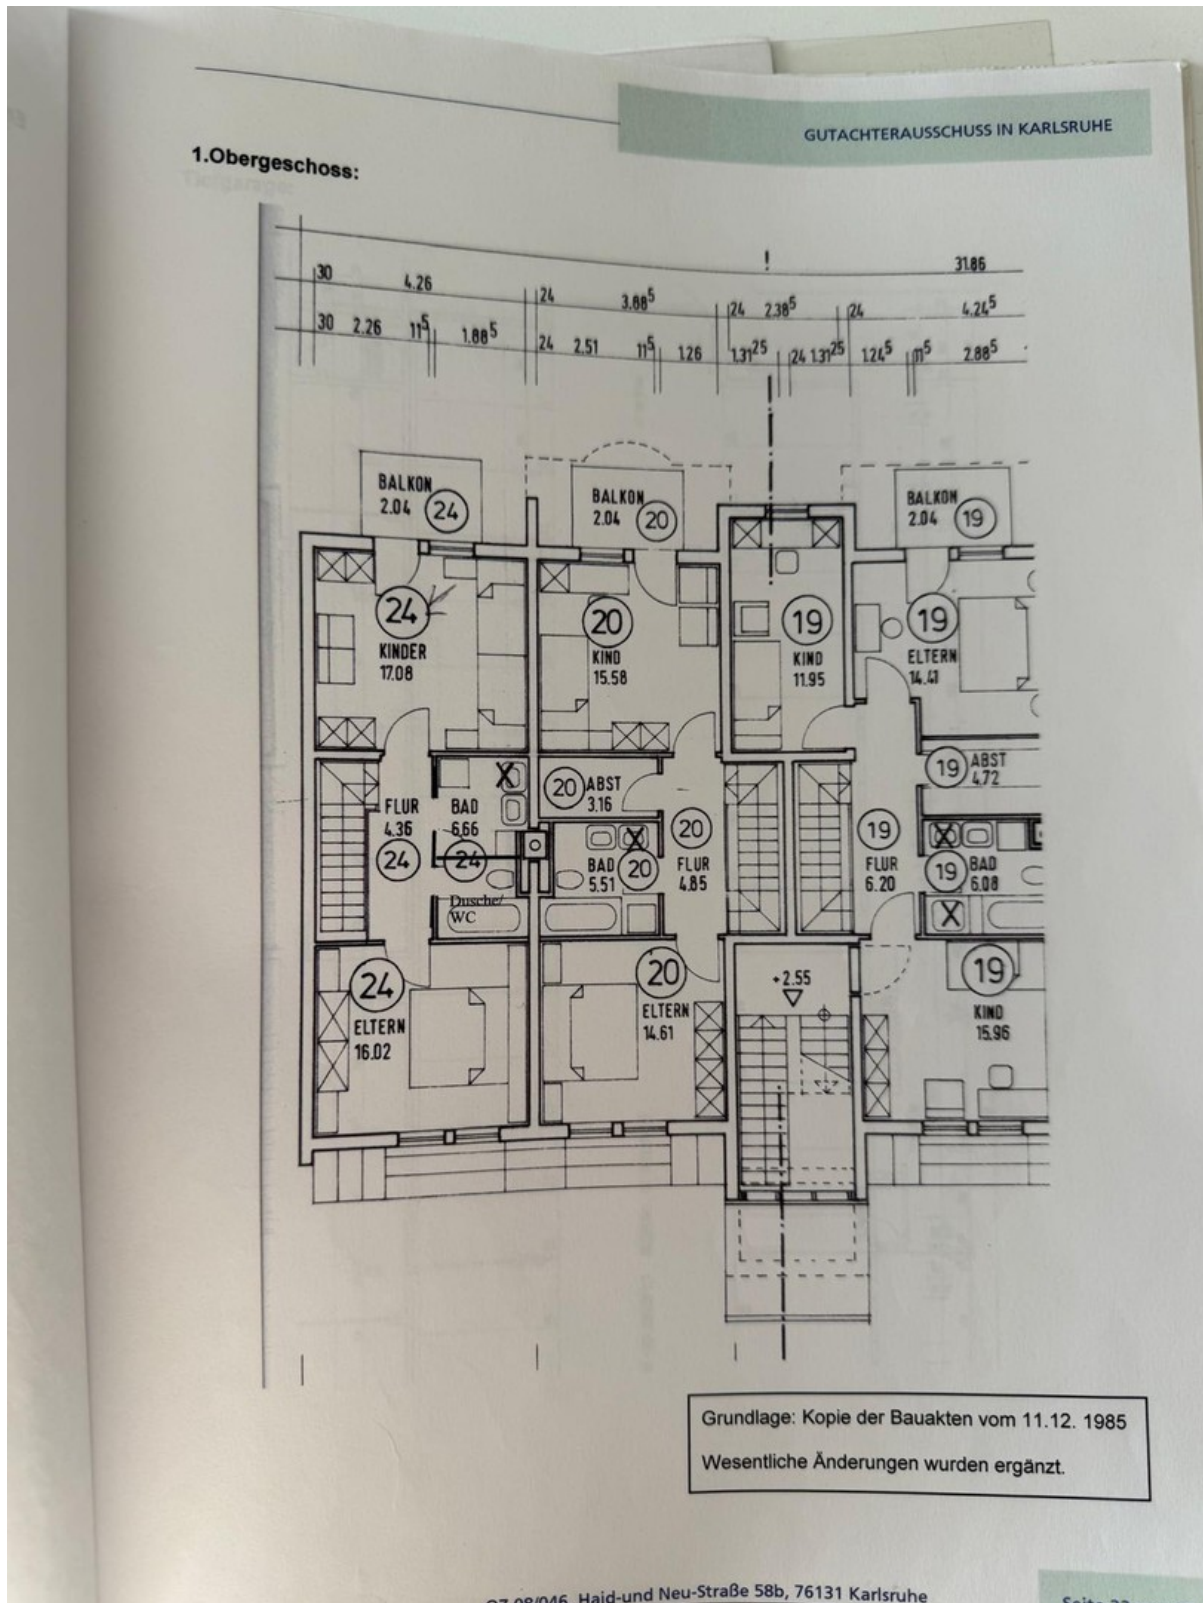 GUTACHTERAUSSCHUSS IN KARLSRUHE
1.Obergeschoss:
Tiefgarage:
31.86
30 4.26 24 3.88⁵ 24 2.38⁵ 24 4.24⁵
30 2.26 11⁵ 1.88⁵ 24 2.51 11⁵ 1.26 1.31²⁵ 24 1.31²⁵ 1.24⁵ 11⁵ 2.88⁵
BALKON
2.04 24
BALKON
2.04 20
BALKON
2.04 19
24
KINDER
17.08
20
KIND
15.58
19
KIND
11.95
19
ELTERN
14.41
FLUR
4.36
24
BAD
6.66
24
Dusche/
WC
20 ABST
3.16
BAD
5.51 20
20
FLUR
4.85
19
FLUR
6.20
19 ABST
4.72
19 BAD
6.08
24
ELTERN
16.02
20
ELTERN
14.61
+2.55
19
KIND
15.96
Grundlage: Kopie der Bauakten vom 11.12. 1985
Wesentliche Änderungen wurden ergänzt.
08/046, Haid-und Neu-Straße 58b, 76131 Karlsruhe